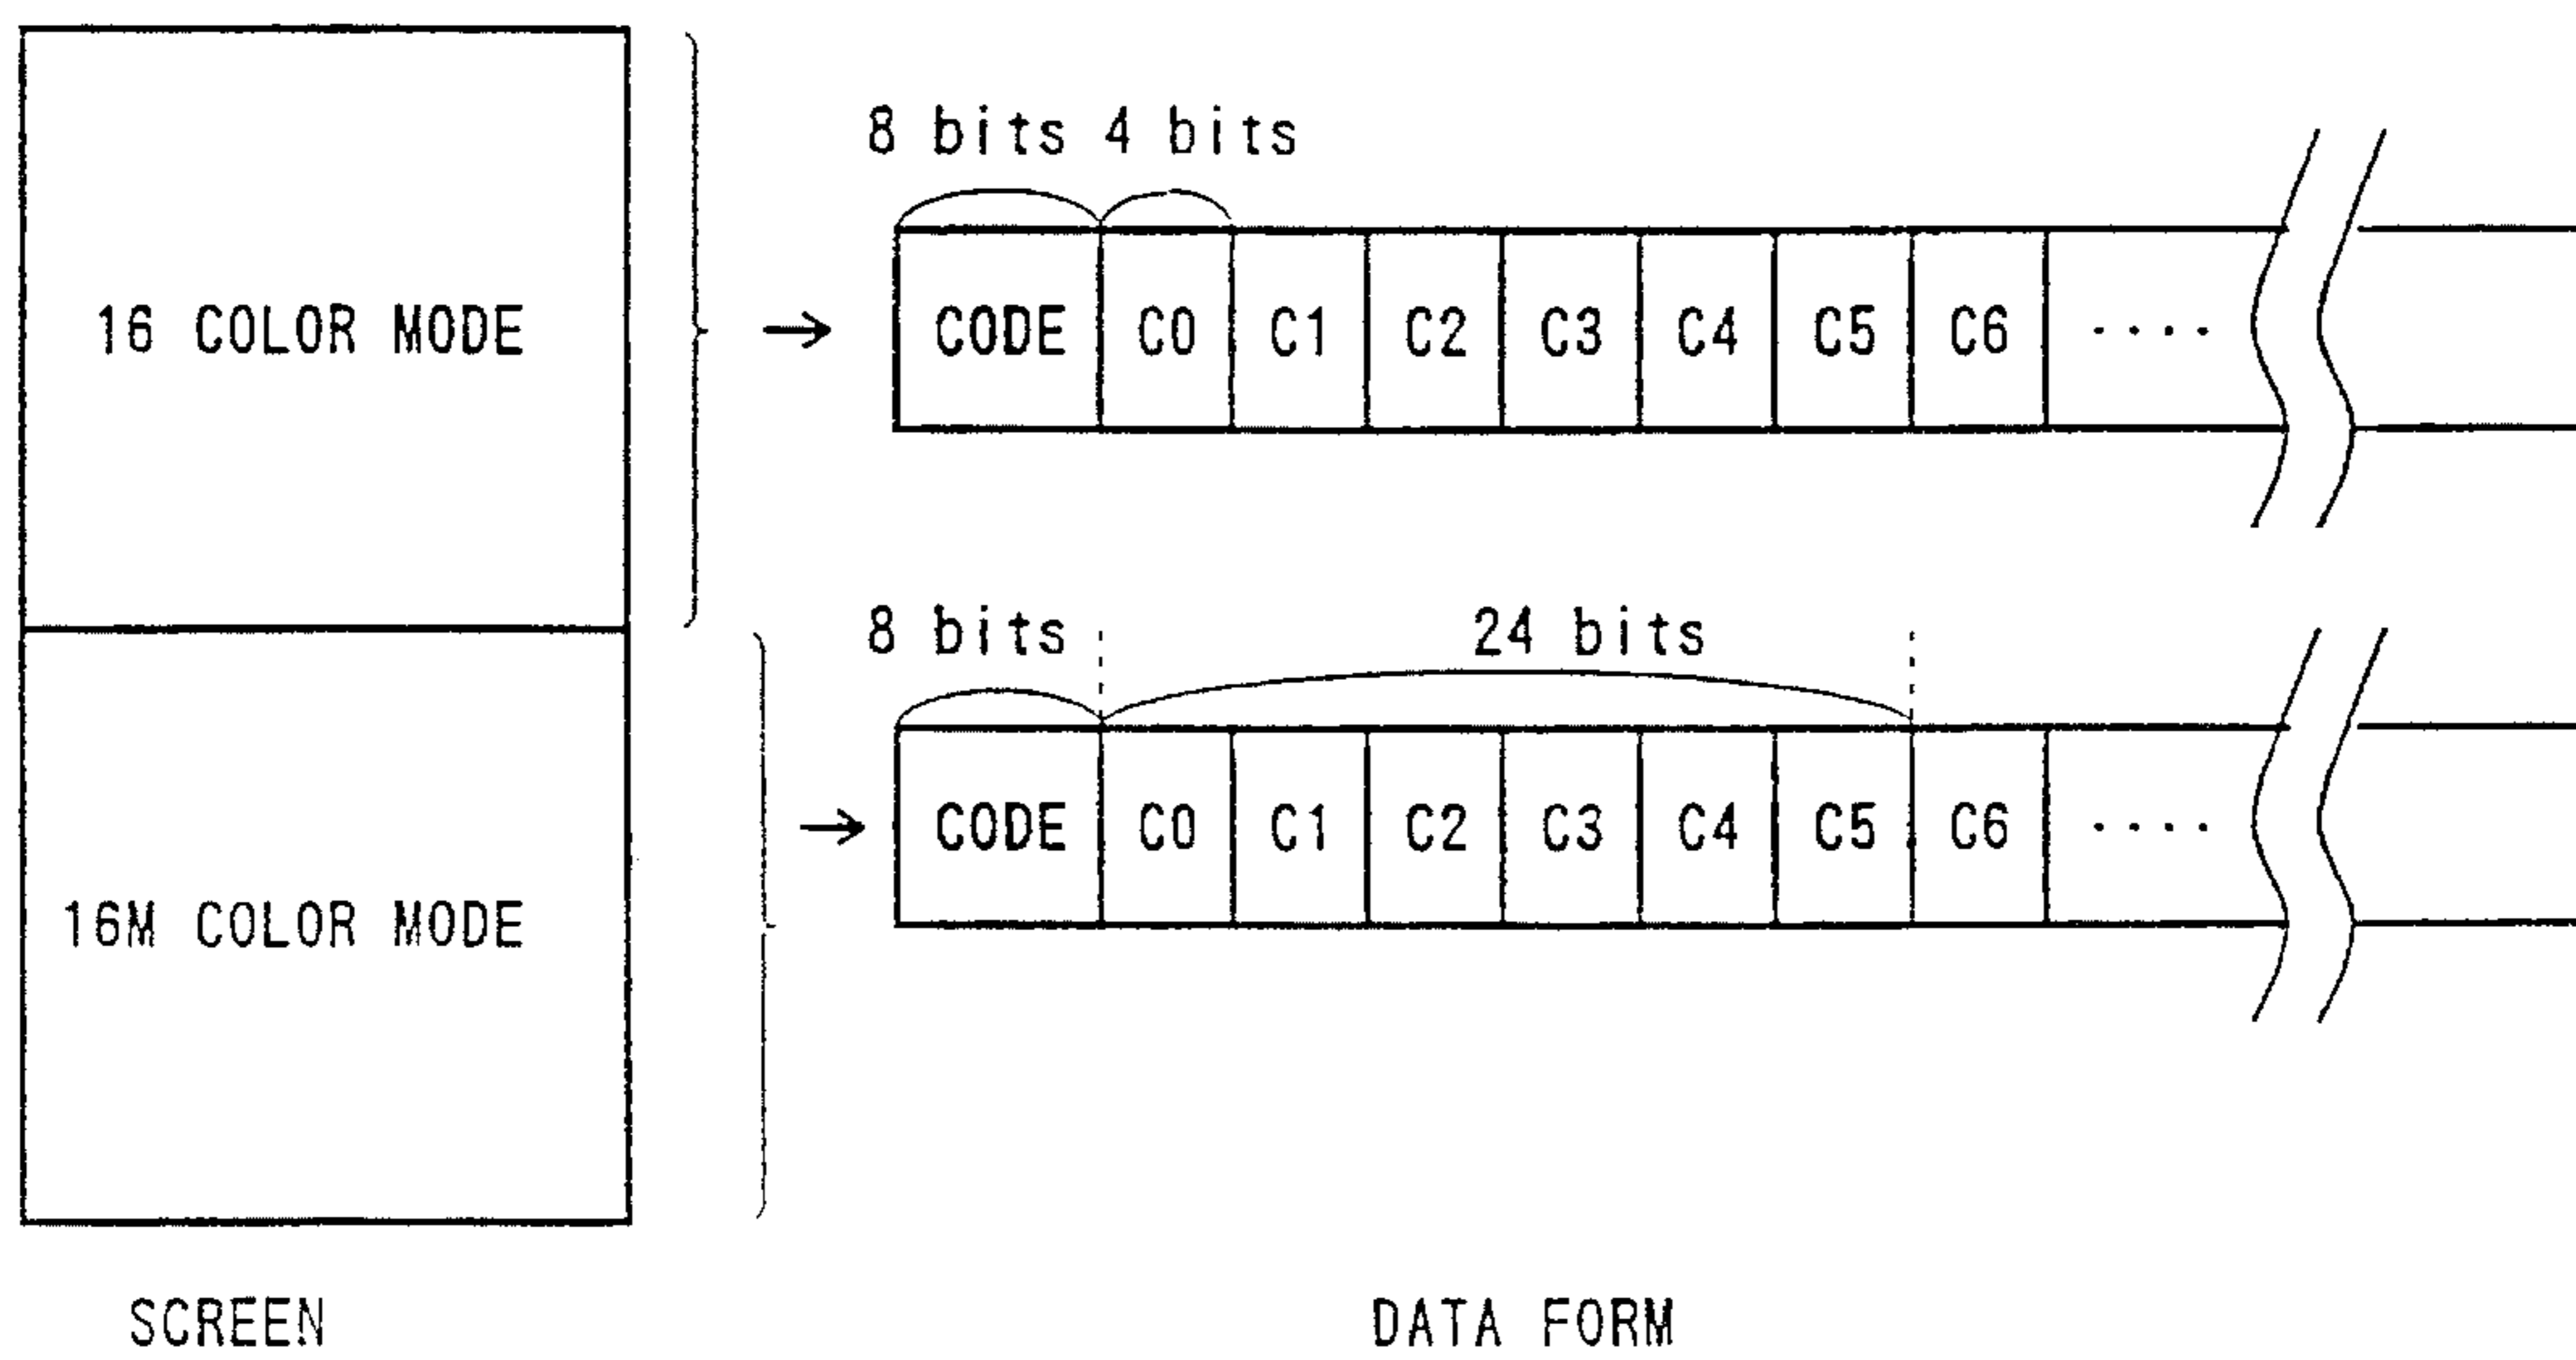 8 bits 4 bits
16 COLOR MODE
CODE C0 C1 C2 C3 C4 C5 C6 ....
8 bits 24 bits
CODE C0 C1 C2 C3 C4 C5 C6 ....
16M COLOR MODE
SCREEN
DATA FORM